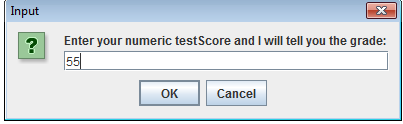 Input
Enter your numeric testScore and I will tell you the grade:
55
OK Cancel